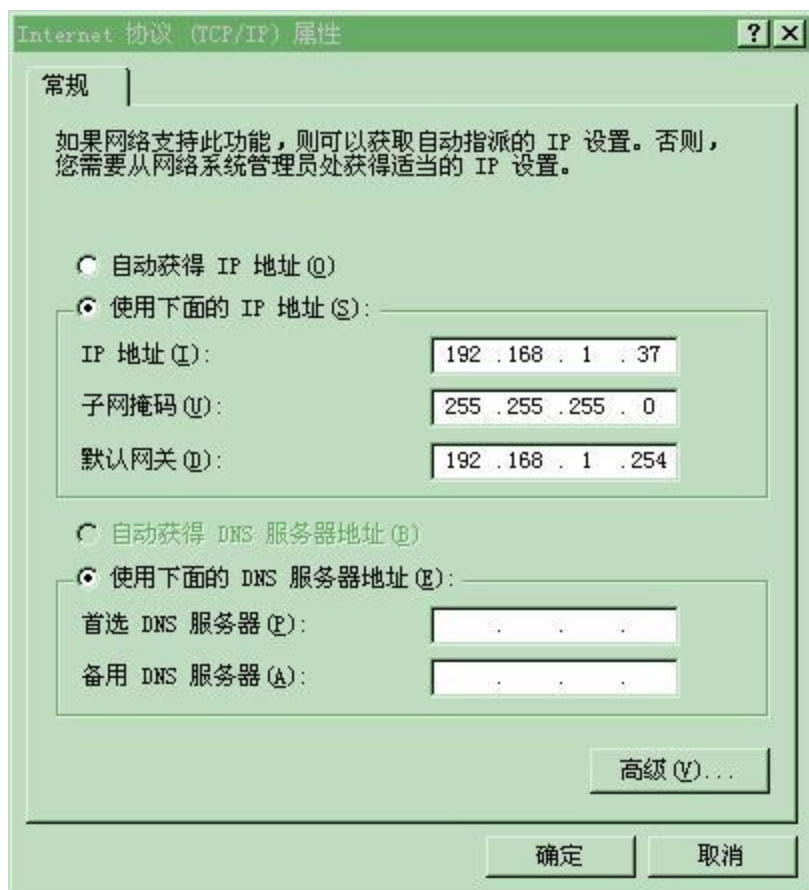 Internet 协议 (TCP/IP) 属性
常规
如果网络支持此功能，则可以获取自动指派的 IP 设置。否则，
您需要从网络系统管理员处获得适当的 IP 设置。
自动获得 IP 地址(O)
使用下面的 IP 地址(S):
IP 地址(I): 192 .168 . 1 . 37
子网掩码(U): 255 .255 .255 . 0
默认网关(D): 192 .168 . 1 .254
自动获得 DNS 服务器地址(B)
使用下面的 DNS 服务器地址(E):
首选 DNS 服务器(P): . . .
备用 DNS 服务器(A): . . .
高级(V)...
确定 取消